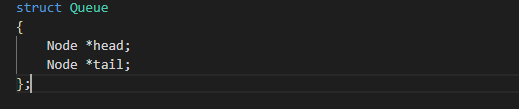 struct Queue
{
    Node *head;
    Node *tail;
};